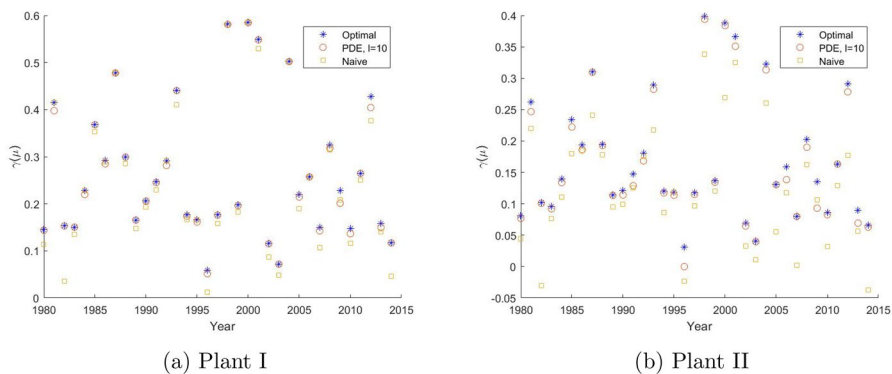 0.6
0.5
0.4
0.3
0.2
0.1
0
γ(μ)
1980 1985 1990 1995 2000 2005 2010 2015
Year
Optimal
PDE, I=10
Naive
(a) Plant I
0.4
0.35
0.3
0.25
0.2
0.15
0.1
0.05
0
-0.05
γ(μ)
1980 1985 1990 1995 2000 2005 2010 2015
Year
Optimal
PDE, I=10
Naive
(b) Plant II